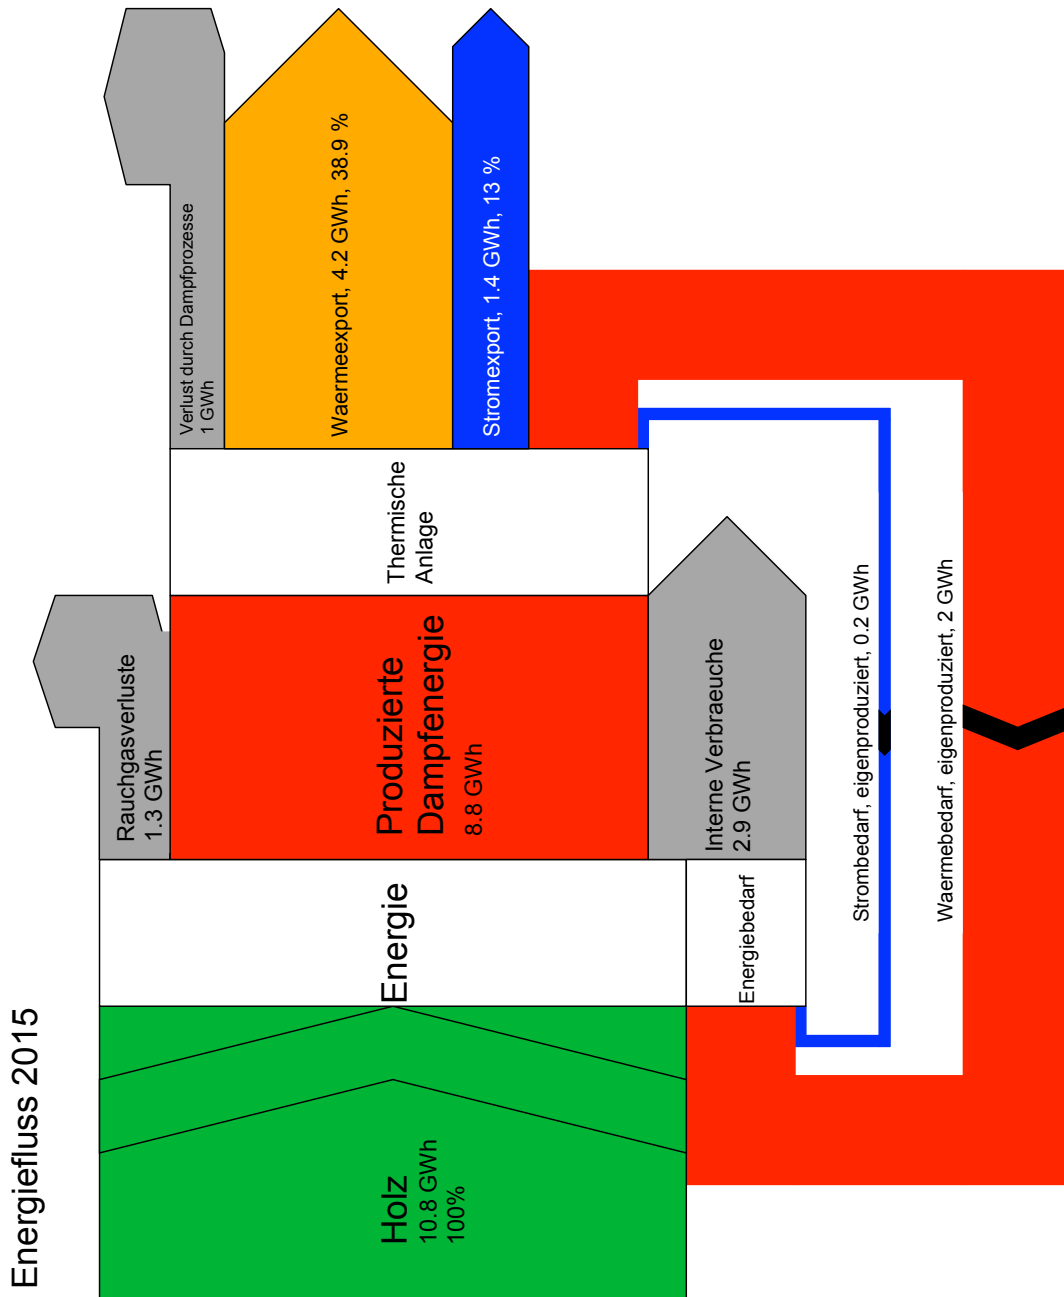 Energiefluss 2015
Holz
10.8 GWh
100%
Energie
Energiebedarf
Rauchgasverluste
1.3 GWh
Produzierte
Dampfenergie
8.8 GWh
Interne Verbraeuche
2.9 GWh
Thermische
Anlage
Verlust durch Dampfprozesse
1 GWh
Waermeexport, 4.2 GWh, 38.9 %
Stromexport, 1.4 GWh, 13 %
Strombedarf, eigenproduziert, 0.2 GWh
Waermebedarf, eigenproduziert, 2 GWh